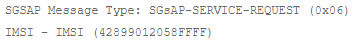 SGSAP Message Type: SGsAP-SERVICE-REQUEST (0x06)
IMSI - IMSI (42899012058FFFF)